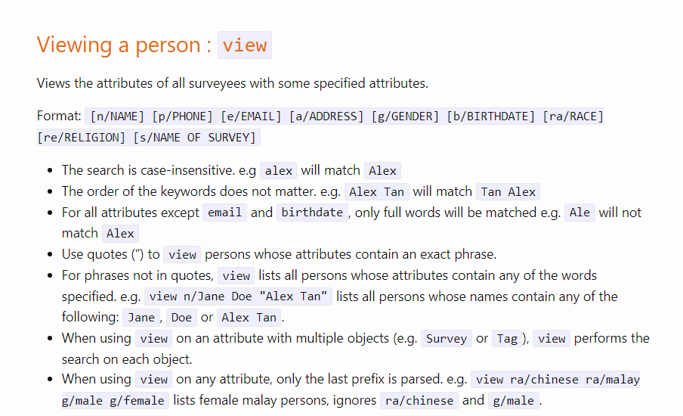 Viewing a person : view
Views the attributes of all surveyees with some specified attributes.
Format: [n/NAME] [p/PHONE] [e/EMAIL] [a/ADDRESS] [g/GENDER] [b/BIRTHDATE] [ra/RACE]
[re/RELIGION] [s/NAME OF SURVEY]
• The search is case-insensitive. e.g alex will match Alex
• The order of the keywords does not matter. e.g. Alex Tan will match Tan Alex
• For all attributes except email and birthdate, only full words will be matched e.g. Ale will not
match Alex
• Use quotes (") to view persons whose attributes contain an exact phrase.
• For phrases not in quotes, view lists all persons whose attributes contain any of the words
specified. e.g. view n/Jane Doe "Alex Tan" lists all persons whose names contain any of the
following: Jane, Doe or Alex Tan.
• When using view on an attribute with multiple objects (e.g. Survey or Tag), view performs the
search on each object.
• When using view on any attribute, only the last prefix is parsed. e.g. view ra/chinese ra/malay
g/male g/female lists female malay persons, ignores ra/chinese and g/male.